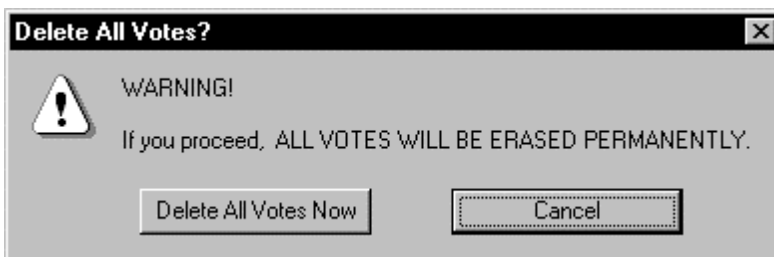 Delete All Votes?
WARNING!
If you proceed, ALL VOTES WILL BE ERASED PERMANENTLY.
Delete All Votes Now
Cancel